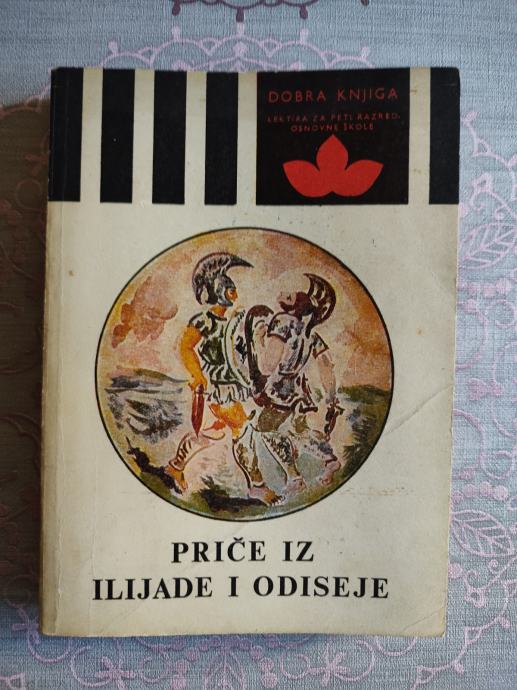 DOBRA KNJIGA
LEKTIRA ZA PETI RAZRED
OSNOVNE ŠKOLE
PRIČE IZ
ILIJADE I ODISEJE